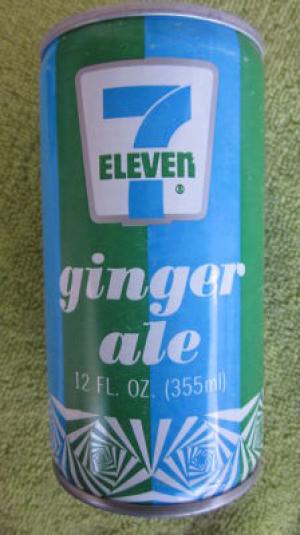 7
ELEVEn
®
ginger
ale
12 FL. OZ. (355ml)